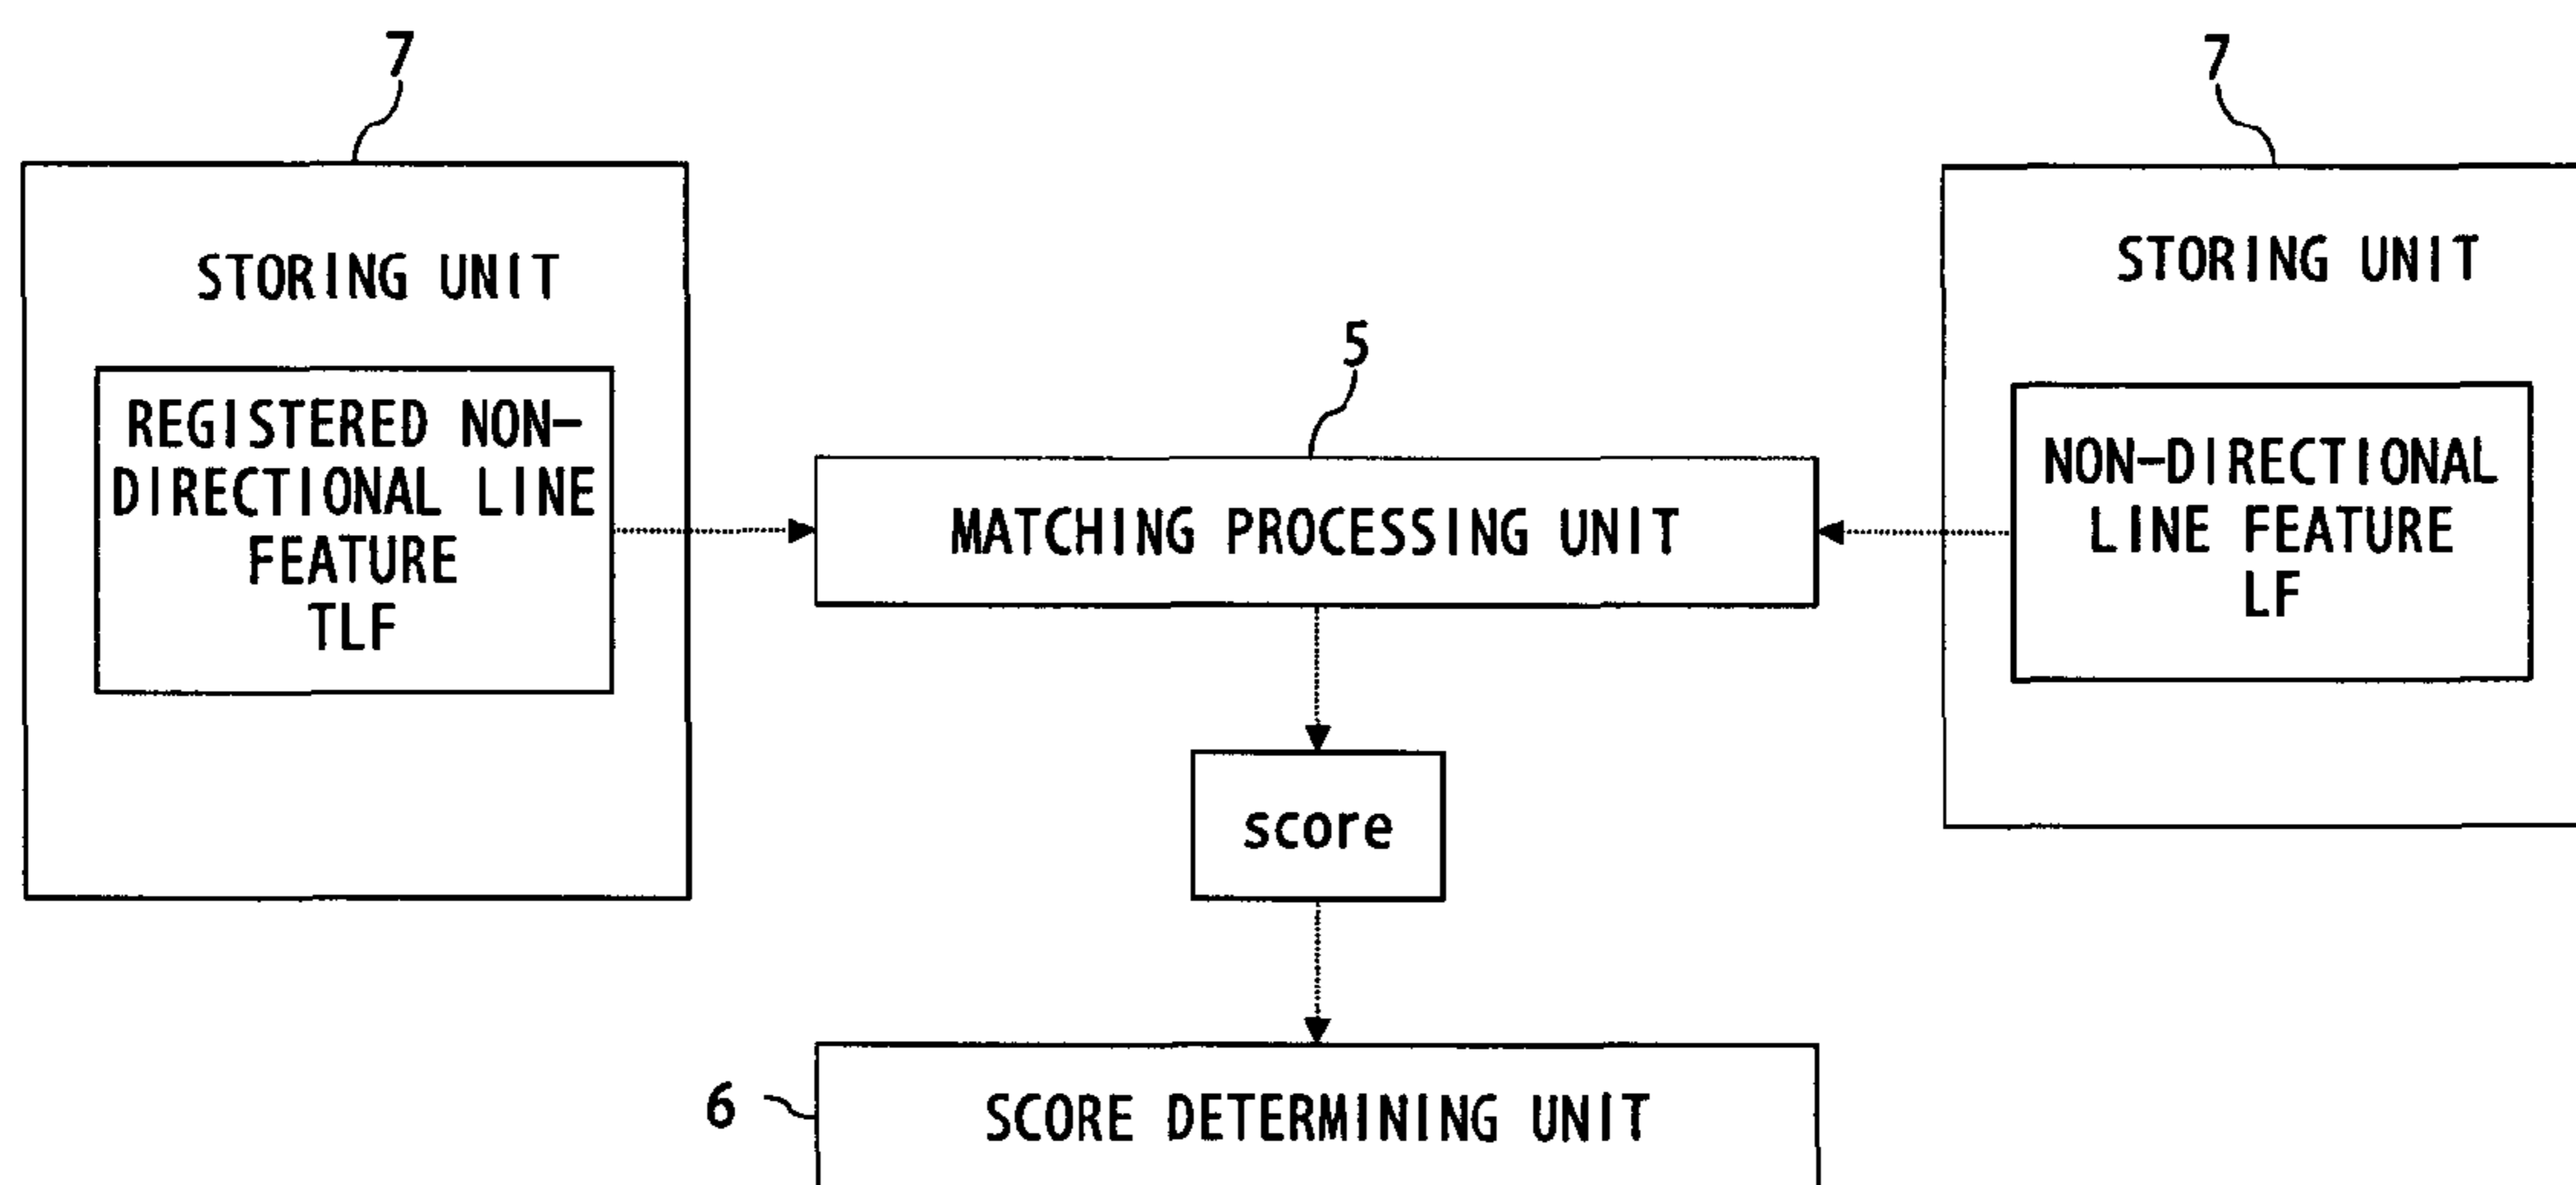 7
7
STORING UNIT
STORING UNIT
5
REGISTERED NON-
DIRECTIONAL LINE
FEATURE
TLF
NON-DIRECTIONAL
LINE FEATURE
LF
MATCHING PROCESSING UNIT
score
6
SCORE DETERMINING UNIT